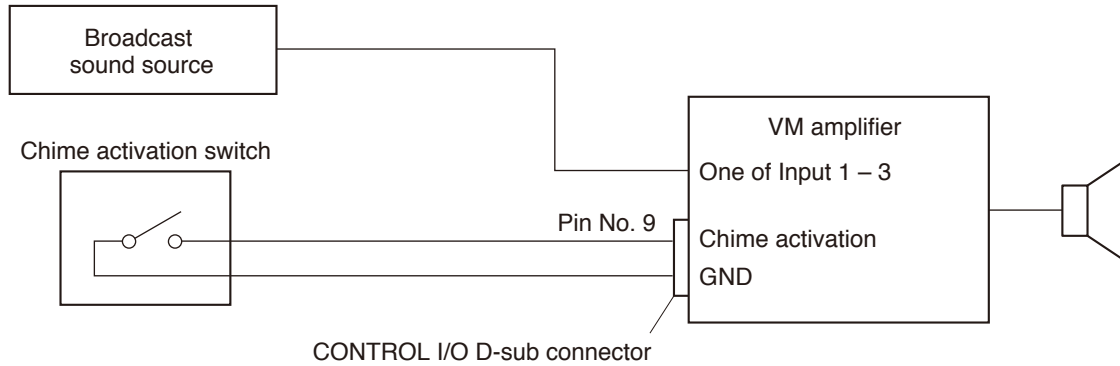 Broadcast
sound source
Chime activation switch
VM amplifier
One of Input 1 – 3
Pin No. 9
Chime activation
GND
CONTROL I/O D-sub connector